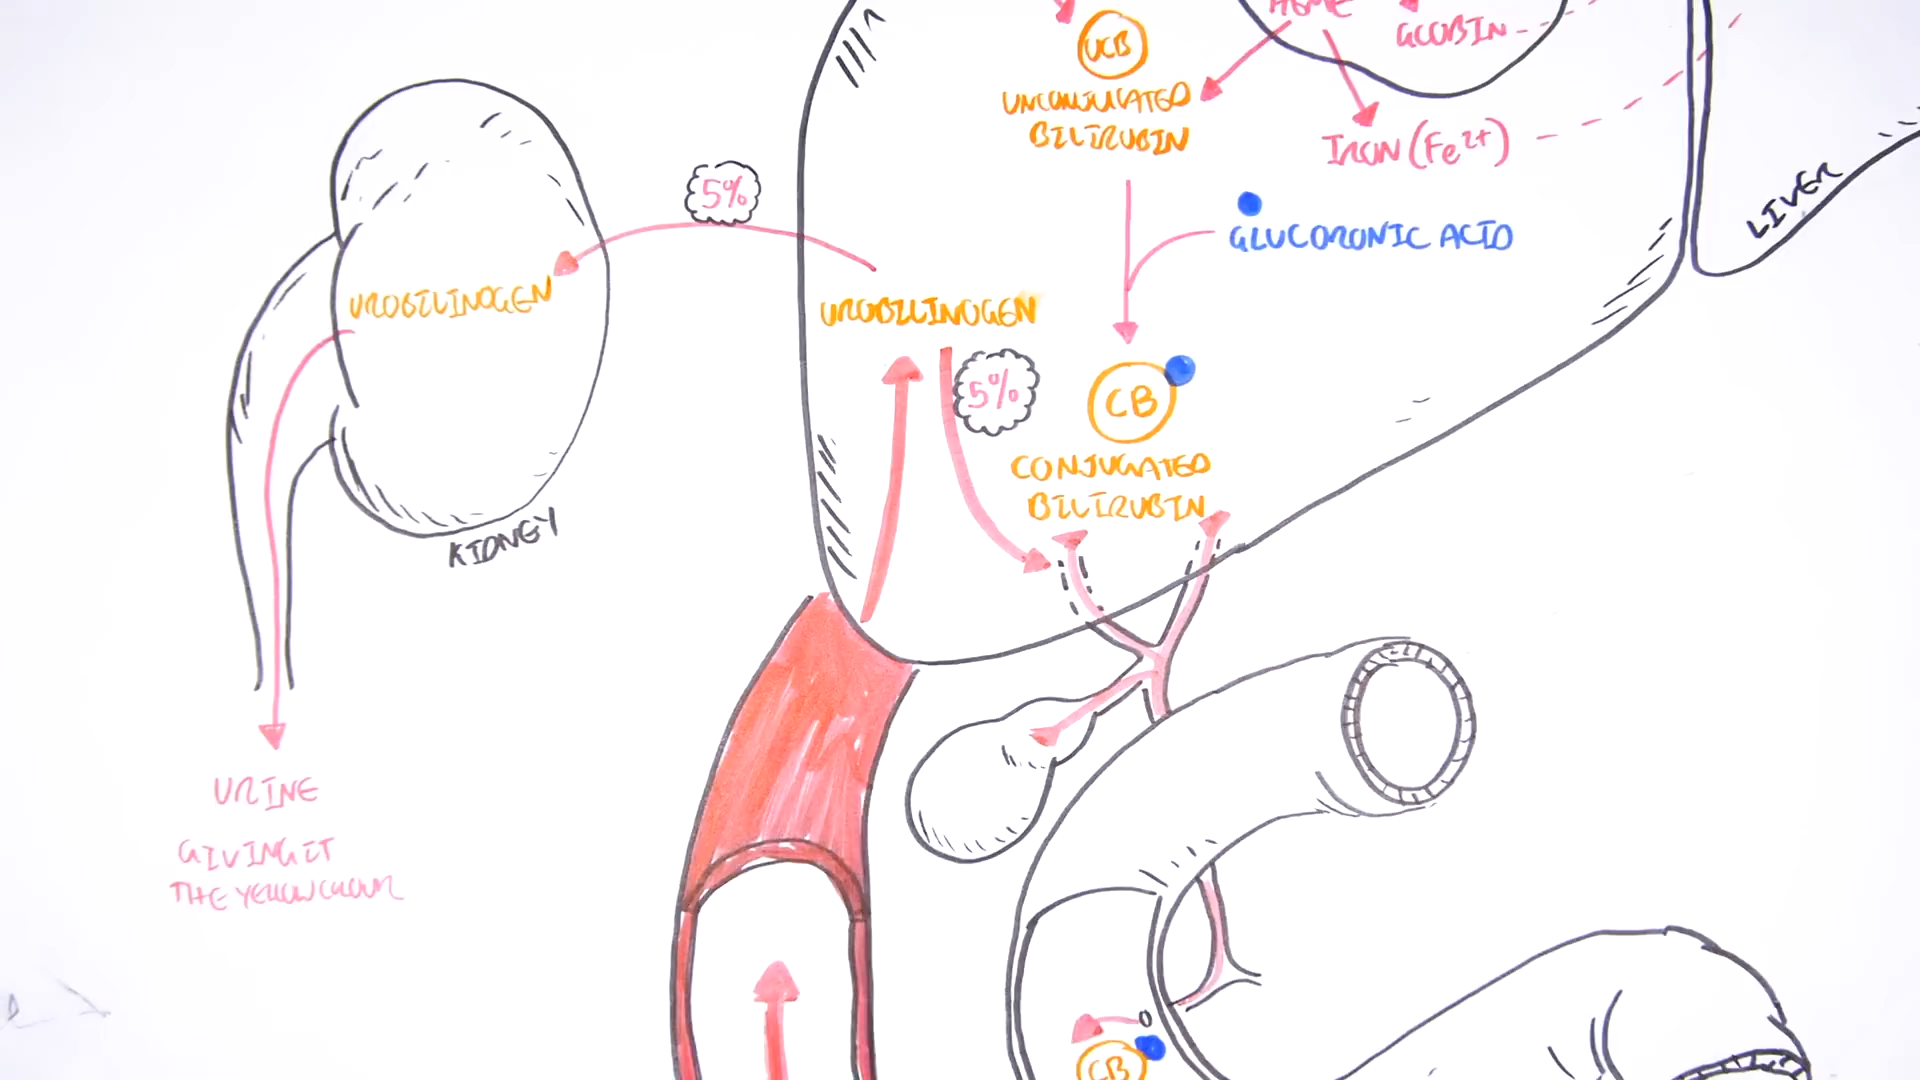 HEME
GLOBIN
UCB
UNCONJUGATED
BILIRUBIN
IRON (Fe2+)
5%
LIVER
GLUCORONIC ACID
UROBILINOGEN
UROBILINOGEN
5%
CB
CONJUGATED
BILIRUBIN
KIDNEY
URINE
GIVING IT
THE YELLOW COLOUR
CB